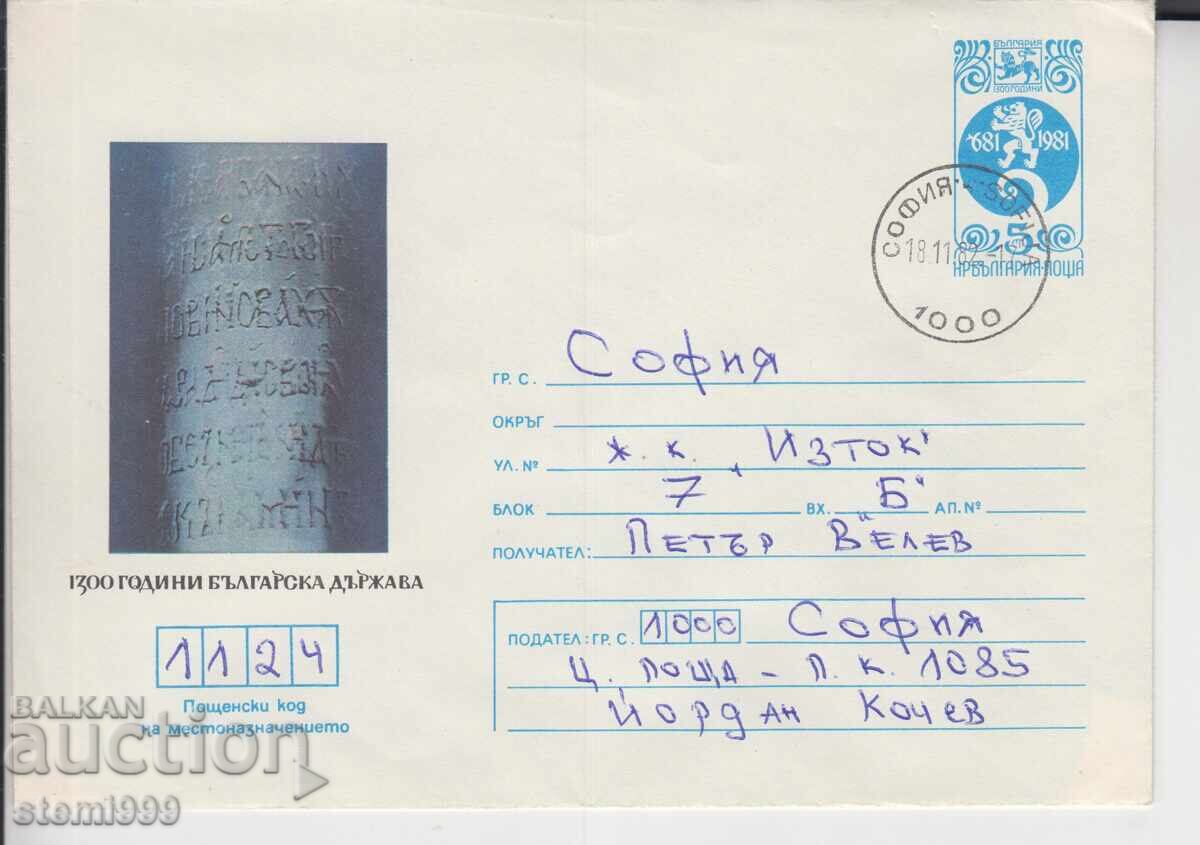 БЪЛГАРИЯ
1300 ГОДИНИ
681 1981
5
НР БЪЛГАРИЯ·ПОЩА
СОФИЯ · SOFIA
18.11.82
1000
ГР. С. София
ОКРЪГ
УЛ. № ж. к. „Изток"
БЛОК 7 ВХ. „Б" АП. №
ПОЛУЧАТЕЛ: Петър Велев
1300 ГОДИНИ БЪЛГАРСКА ДЪРЖАВА
1124
Пощенски код
на местоназначението
ПОДАТЕЛ: ГР. С. 1000 София
Ц. поща - П. К. 1085
Йордан Кочев
BALKAN
auction
stomi999